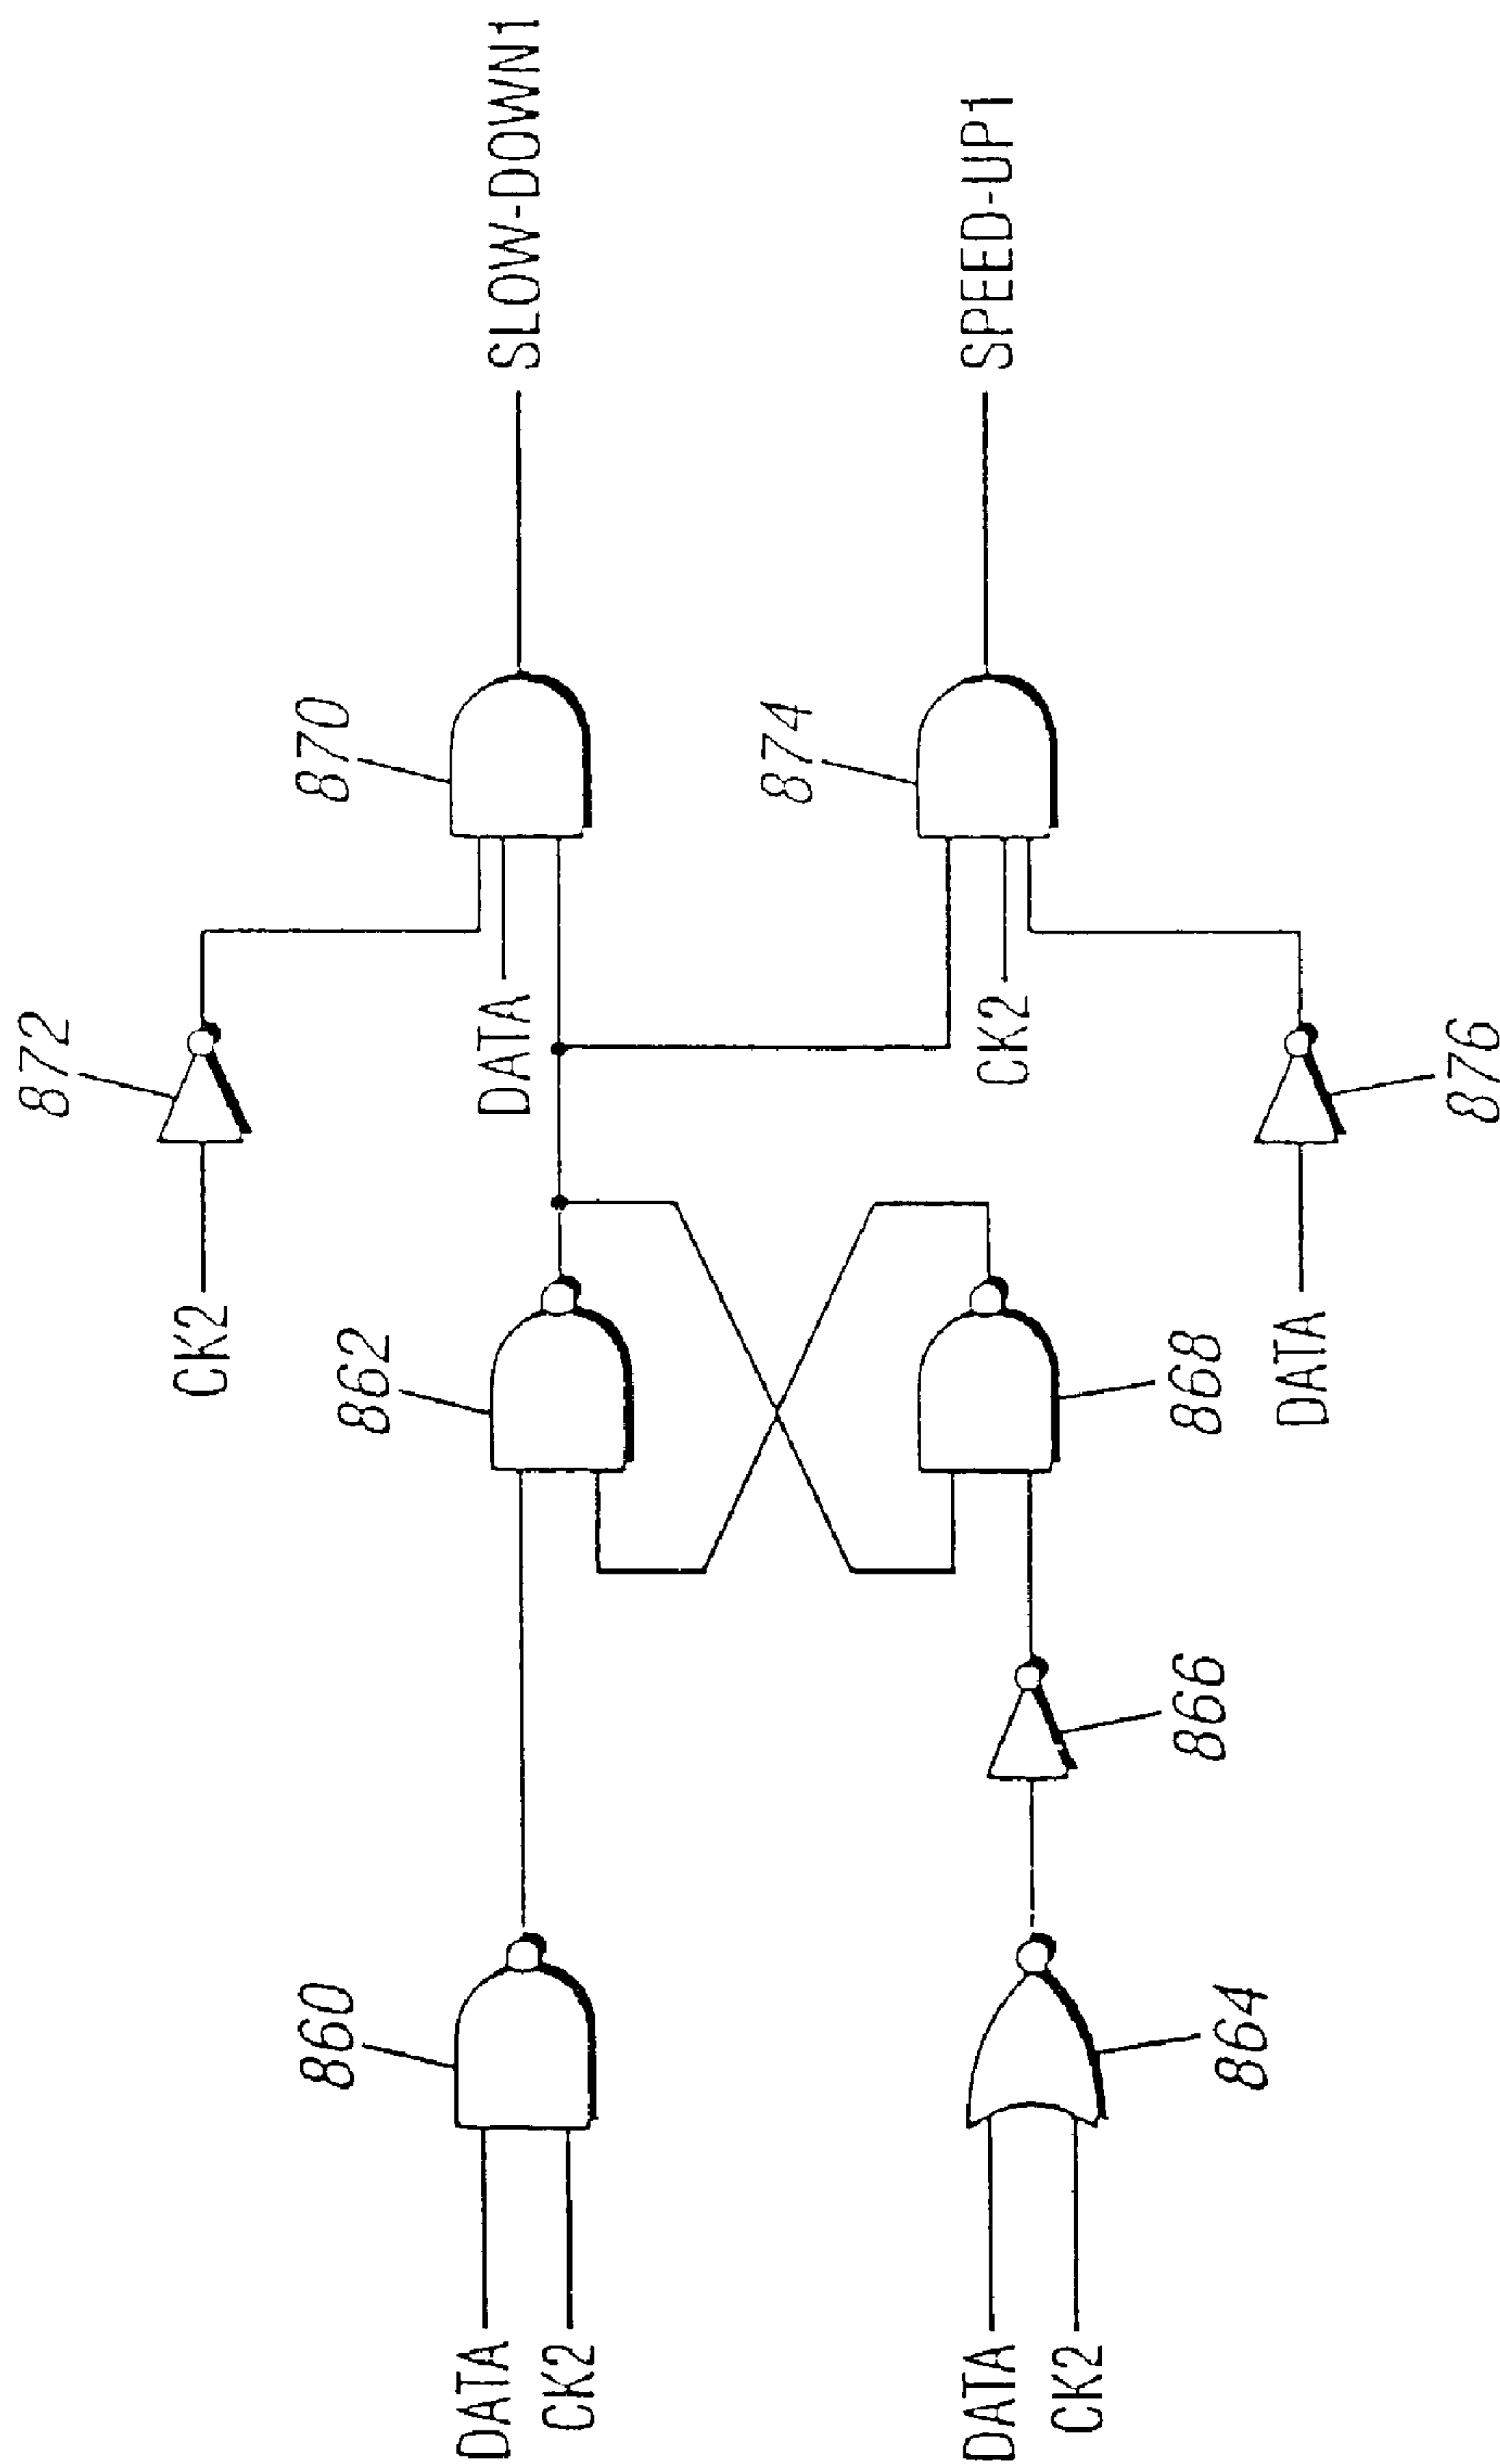 872
870
CK2
DATA
SLOW-DOWN1
862
860
DATA
CK2
874
CK2
SPEED-UP1
868
866
864
DATA
CK2
DATA
876